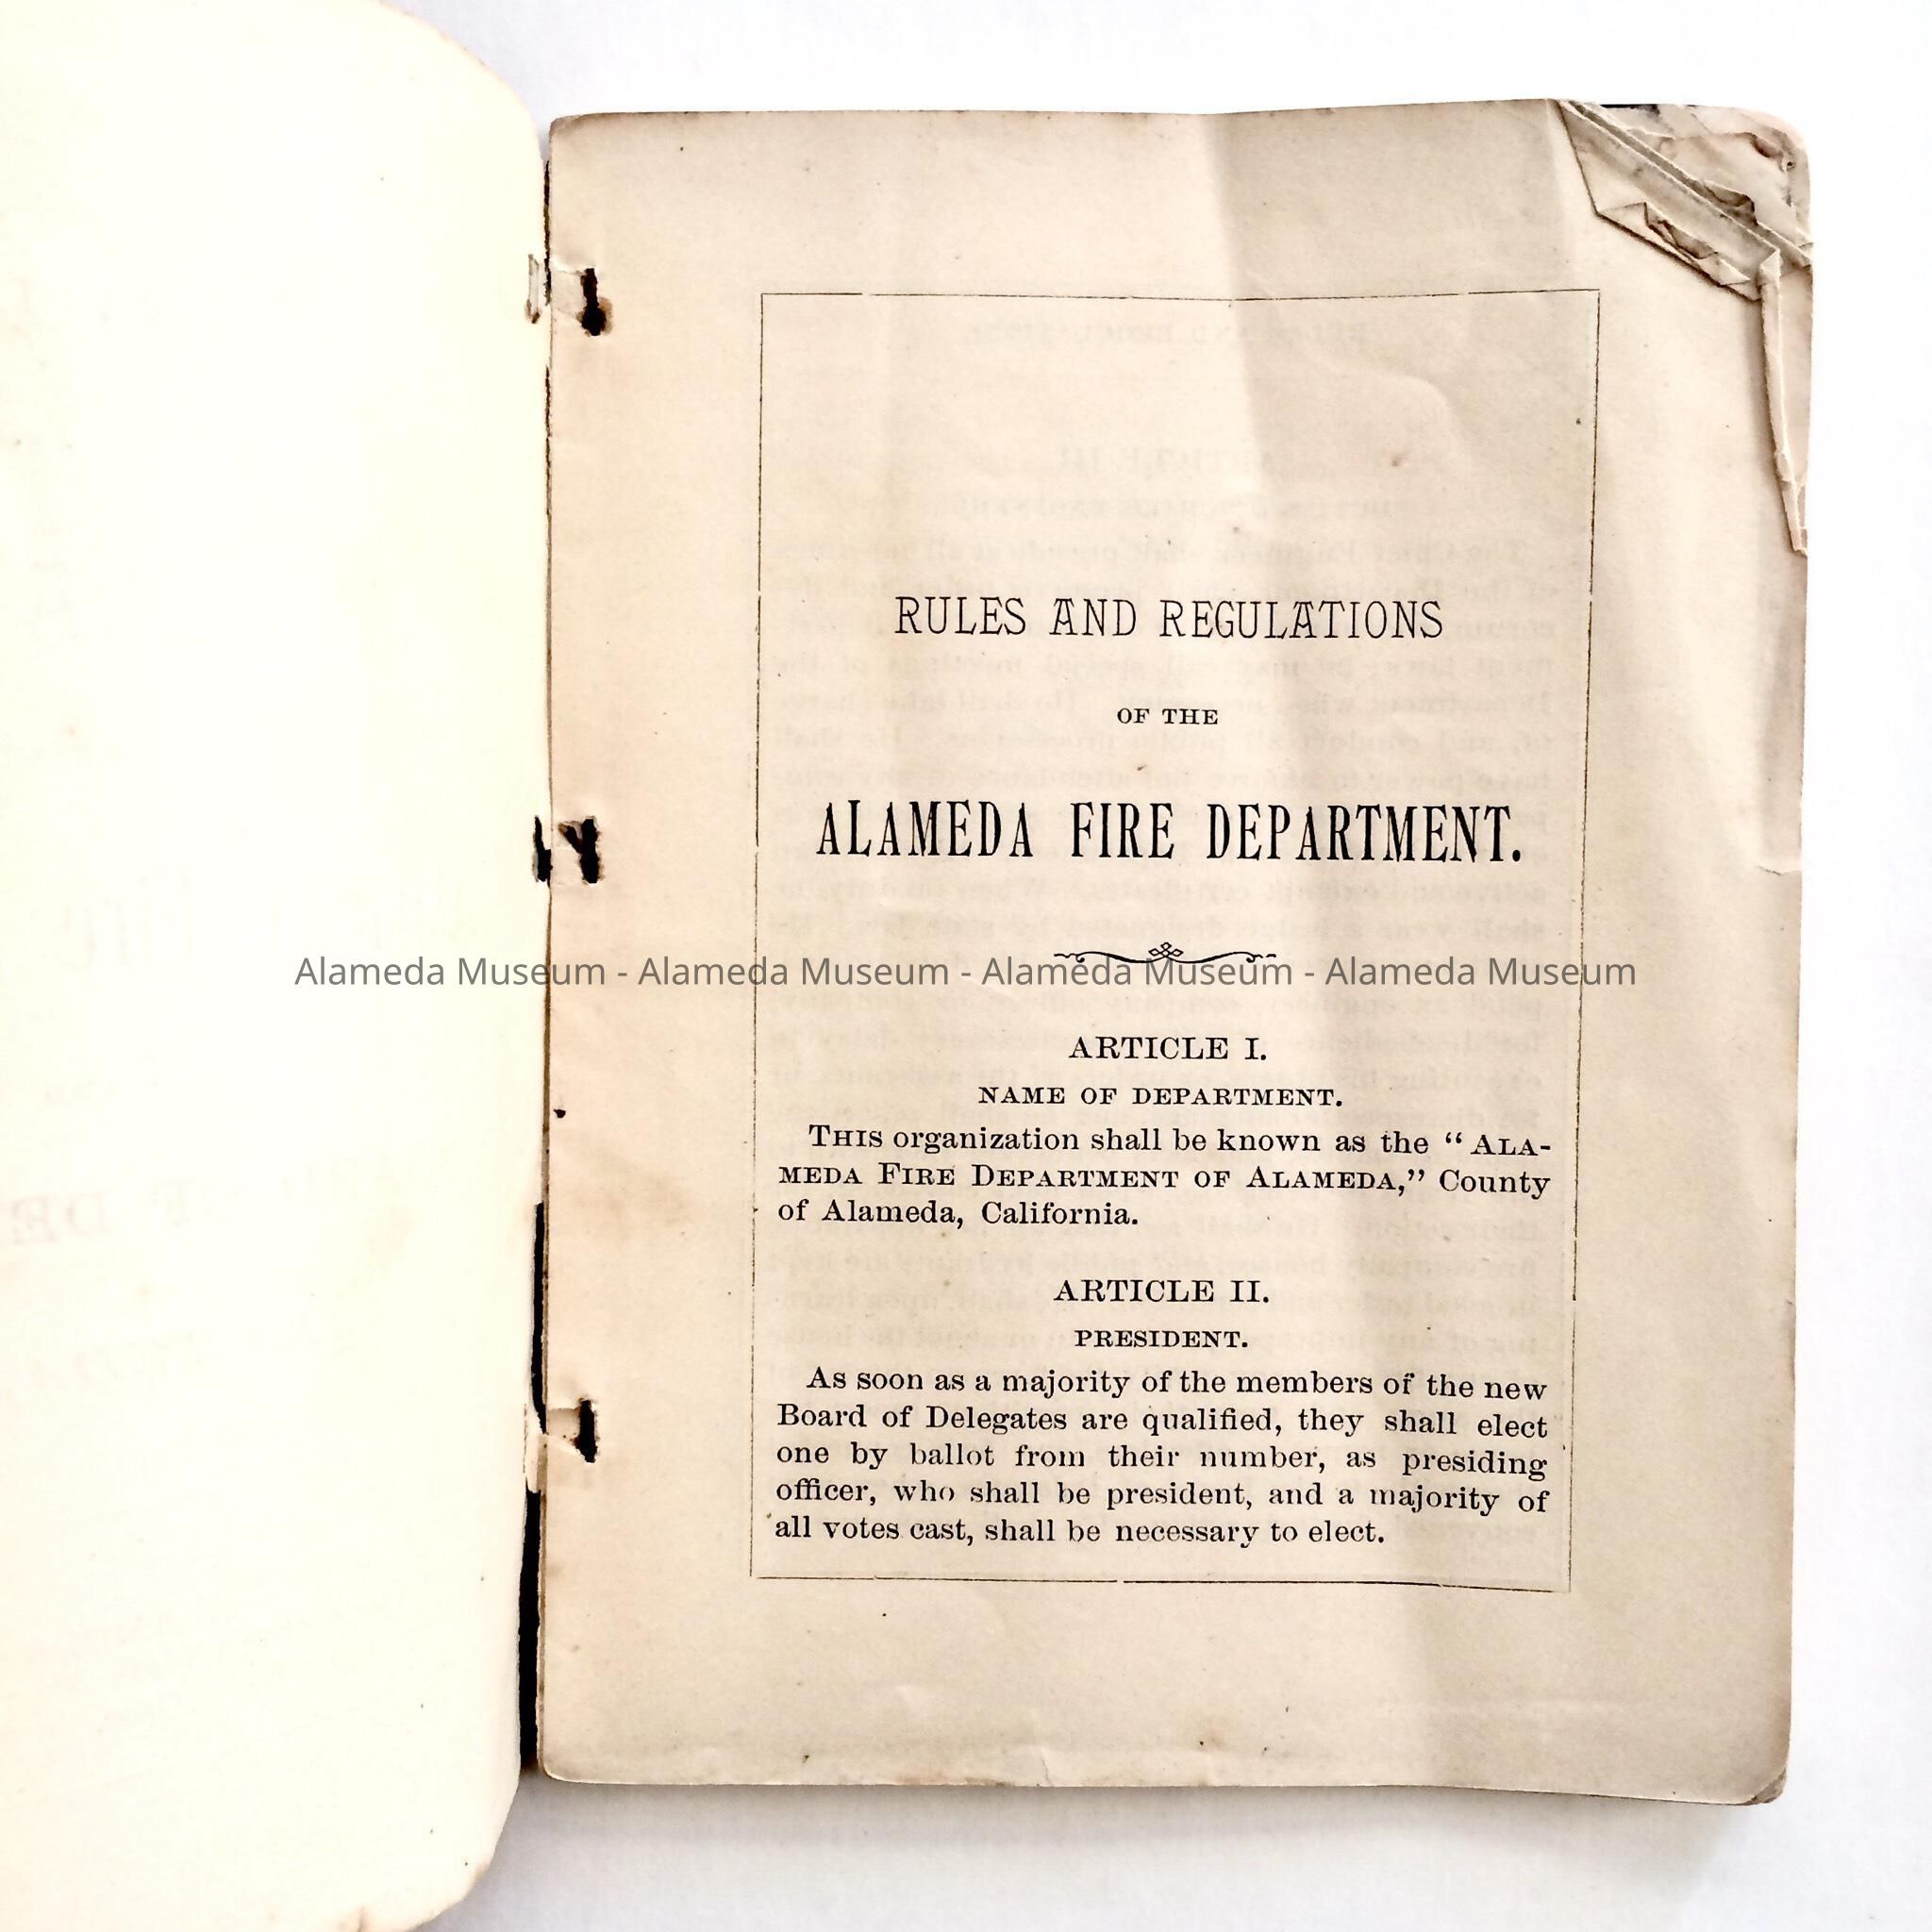 RULES AND REGULATIONS
OF THE
ALAMEDA FIRE DEPARTMENT.
Alameda Museum - Alameda Museum - Alameda Museum - Alameda Museum
ARTICLE I.
NAME OF DEPARTMENT.
THIS organization shall be known as the “ ALA-
MEDA FIRE DEPARTMENT OF ALAMEDA,” County
of Alameda, California.
ARTICLE II.
PRESIDENT.
As soon as a majority of the members of the new
Board of Delegates are qualified, they shall elect
one by ballot from their number, as presiding
officer, who shall be president, and a majority of
all votes cast, shall be necessary to elect.